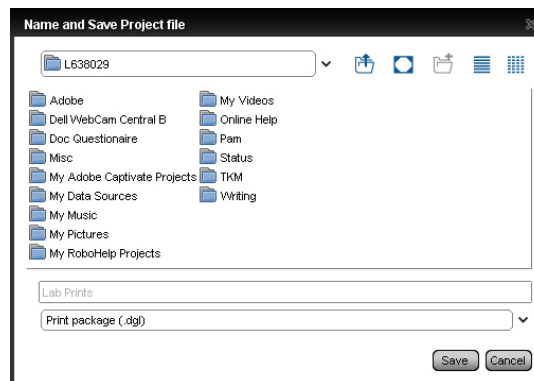 Name and Save Project file
L638029
Adobe
Dell WebCam Central B
Doc Questionaire
Misc
My Adobe Captivate Projects
My Data Sources
My Music
My Pictures
My RoboHelp Projects
My Videos
Online Help
Pam
Status
TKM
Writing
Lab Prints
Print package (.dgl)
Save Cancel